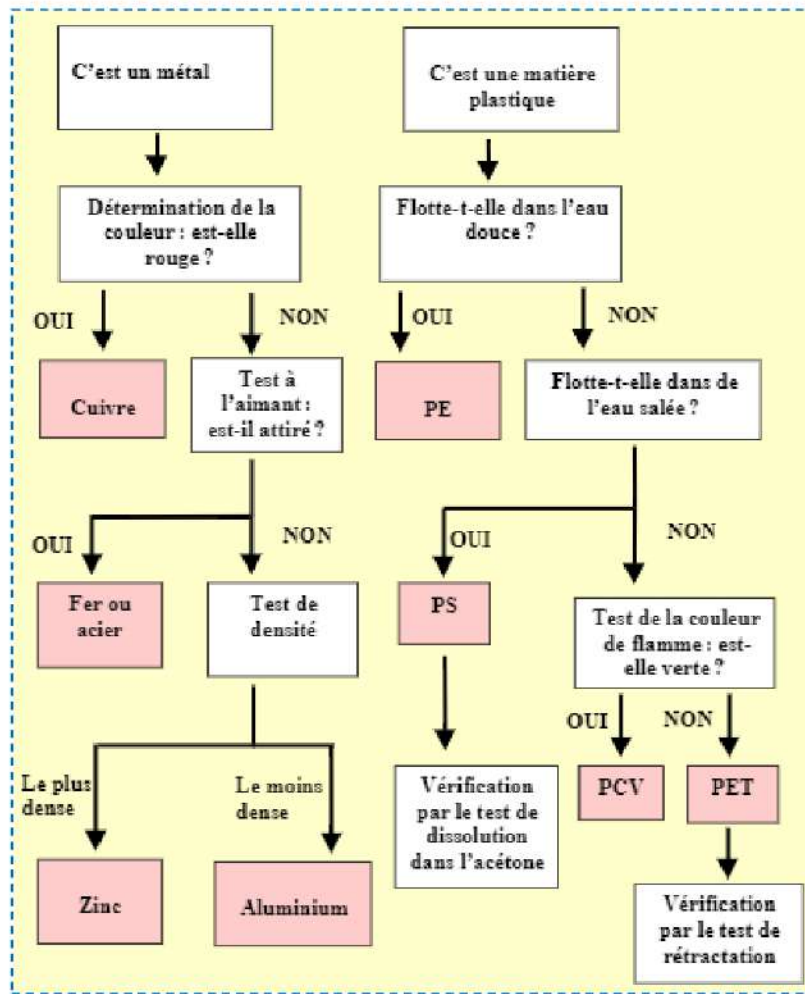 C'est un métal
C'est une matière
plastique
Détermination de la
couleur : est-elle
rouge ?
Flotte-t-elle dans l'eau
douce ?
OUI
NON
OUI
NON
Cuivre
Test à
l'aimant :
est-il attiré ?
PE
Flotte-t-elle dans de
l'eau salée ?
OUI
NON
OUI
NON
Fer ou
acier
Test de
densité
PS
Test de la couleur
de flamme : est-
elle verte ?
OUI
NON
Le plus
dense
Le moins
dense
Vérification
par le test de
dissolution
dans l'acétone
PCV
PET
Zinc
Aluminium
Vérification
par le test de
rétractation